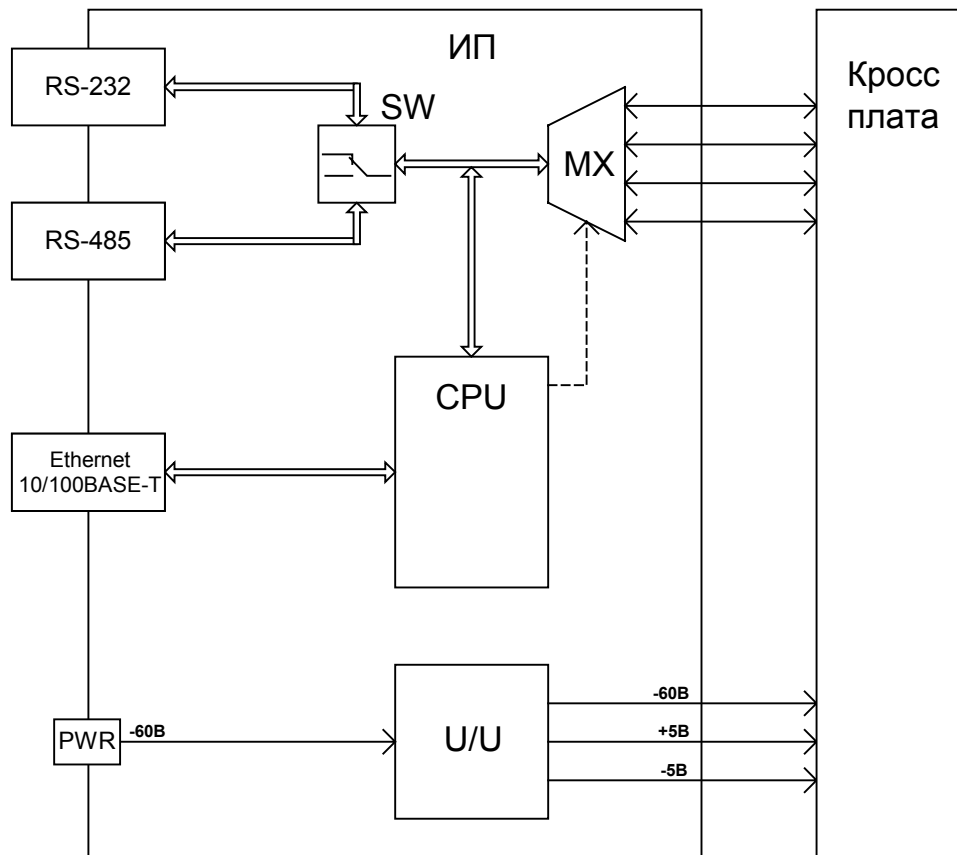 ИП
RS-232
SW
Кросс
плата
MX
RS-485
CPU
Ethernet
10/100BASE-T
-60В
PWR
-60В
U/U
+5В
-5В